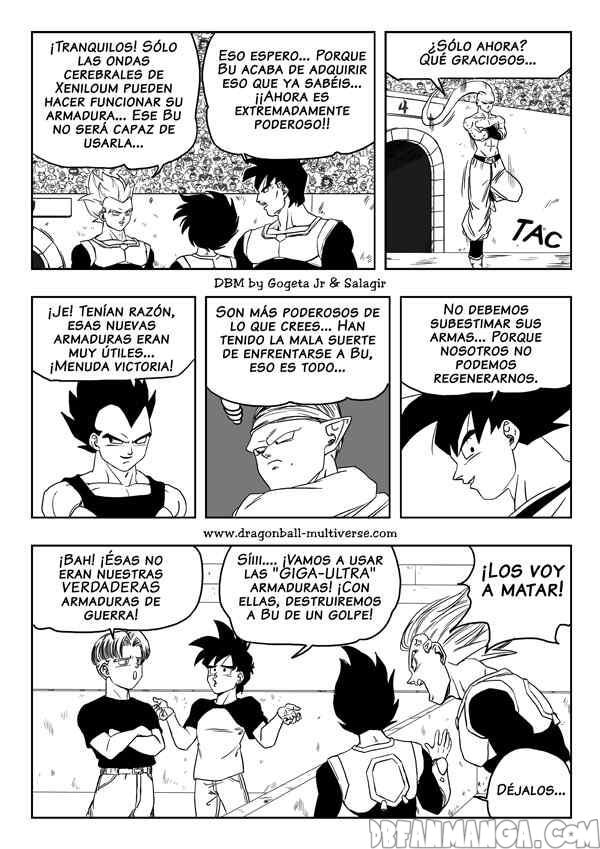 ¡TRANQUILOS! SÓLO
LAS ONDAS
CEREBRALES DE
XENILOUM PUEDEN
HACER FUNCIONAR SU
ARMADURA... ESE BU
NO SERÁ CAPAZ DE
USARLA...
ESO ESPERO... PORQUE
BU ACABA DE ADQUIRIR
ESO QUE YA SABÉIS...
¡¡AHORA ES
EXTREMADAMENTE
PODEROSO!!
¿SÓLO AHORA?
QUÉ GRACIOSOS...
4
TAC
DBM by Gogeta Jr & Salagir
¡JE! TENÍAN RAZÓN,
ESAS NUEVAS
ARMADURAS ERAN
MUY ÚTILES...
¡MENUDA VICTORIA!
SON MÁS PODEROSOS DE
LO QUE CREES... HAN
TENIDO LA MALA SUERTE
DE ENFRENTARSE A BU,
ESO ES TODO...
NO DEBEMOS
SUBESTIMAR SUS
ARMAS... PORQUE
NOSOTROS NO
PODEMOS
REGENERARNOS.
www.dragonball-multiverse.com
¡BAH! ¡ÉSAS NO
ERAN NUESTRAS
VERDADERAS
ARMADURAS DE
GUERRA!
SÍIII.... ¡VAMOS A USAR
LAS "GIGA-ULTRA"
ARMADURAS! ¡CON
ELLAS, DESTRUIREMOS
A BU DE UN GOLPE!
¡LOS VOY
A MATAR!
DÉJALOS...
DBFANMANGA.COM